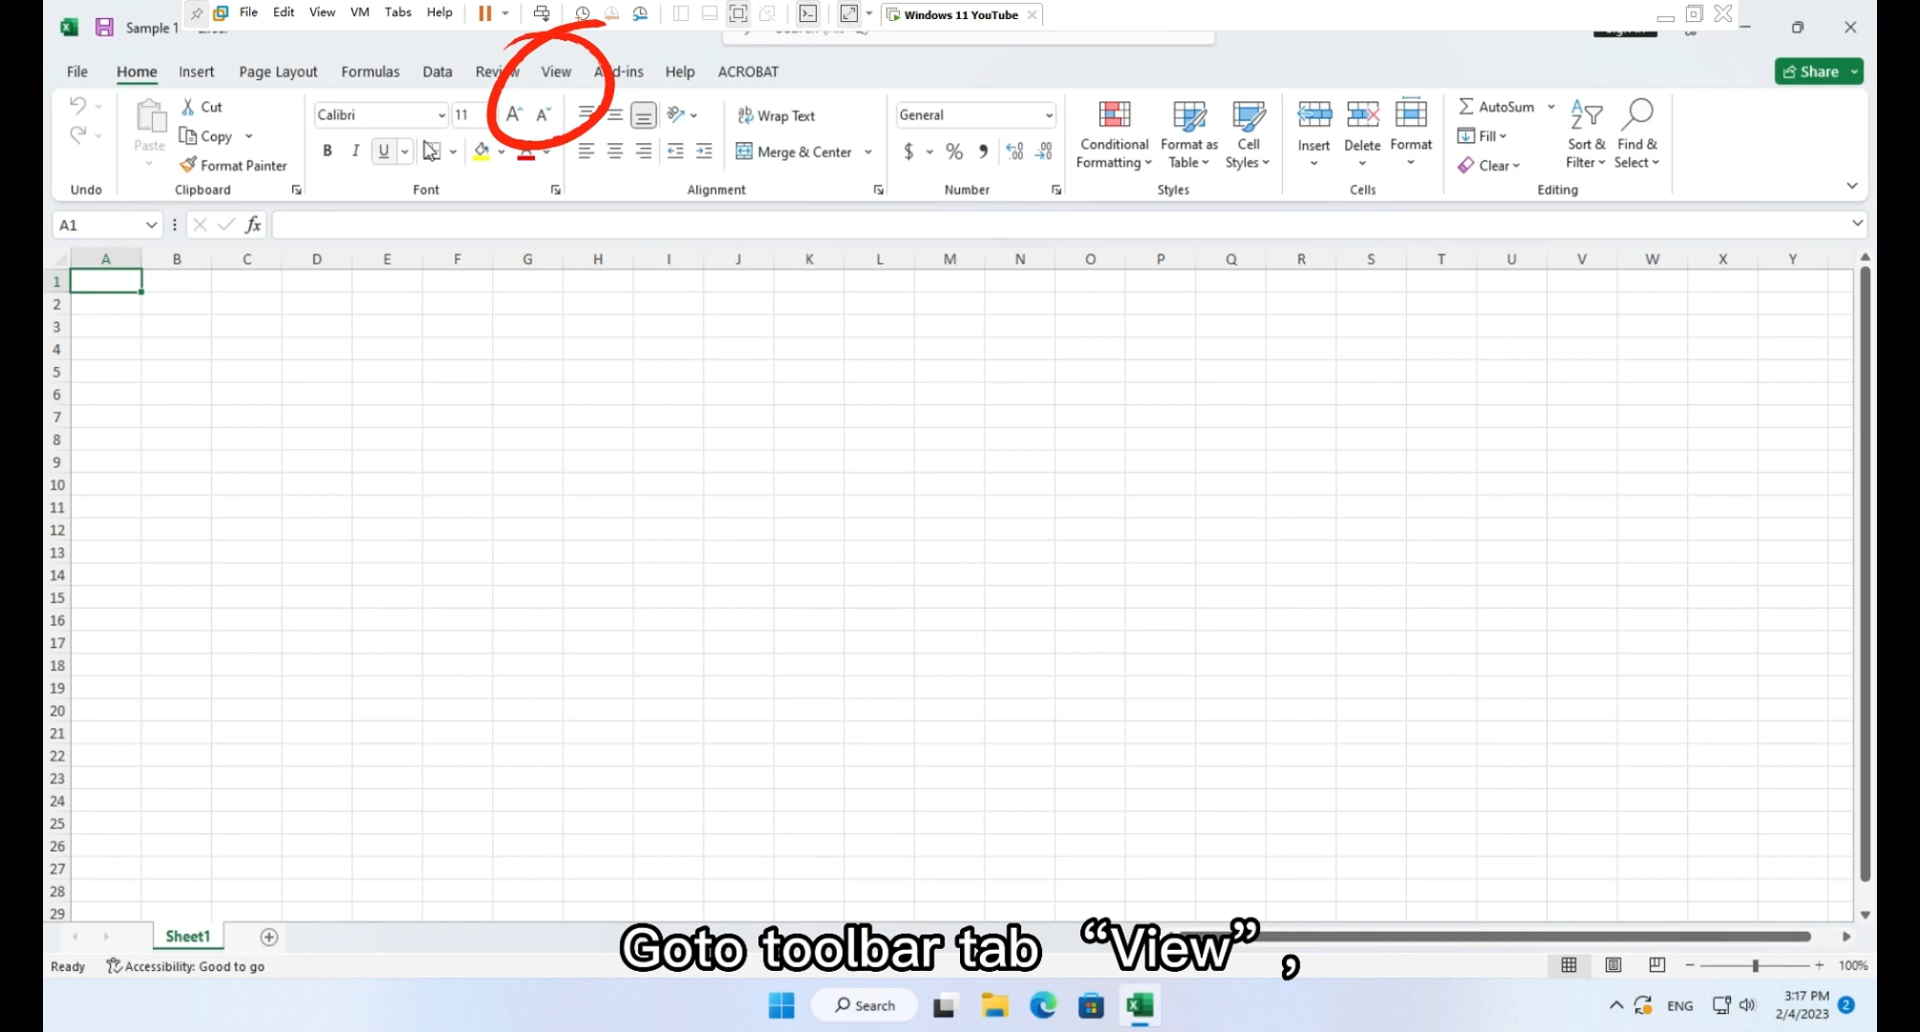 File Edit View VM Tabs Help
Windows 11 YouTube
Sample 1
File Home Insert Page Layout Formulas Data Review View Add-ins Help ACROBAT
Share
Cut
Copy
Format Painter
Paste
Undo
Clipboard
Calibri 11
B I U
Font
Wrap Text
Merge & Center
Alignment
General
$ % ,
Number
Conditional
Formatting
Format as
Table
Cell
Styles
Styles
Insert
Delete
Format
Cells
AutoSum
Fill
Clear
Sort &
Filter
Find &
Select
Editing
A1
fx
A B C D E F G H I J K L M N O P Q R S T U V W X Y
1
2
3
4
5
6
7
8
9
10
11
12
13
14
15
16
17
18
19
20
21
22
23
24
25
26
27
28
29
Sheet1
Goto toolbar tab “View”,
Ready
Accessibility: Good to go
100%
Search
ENG
3:17 PM
2/4/2023
2